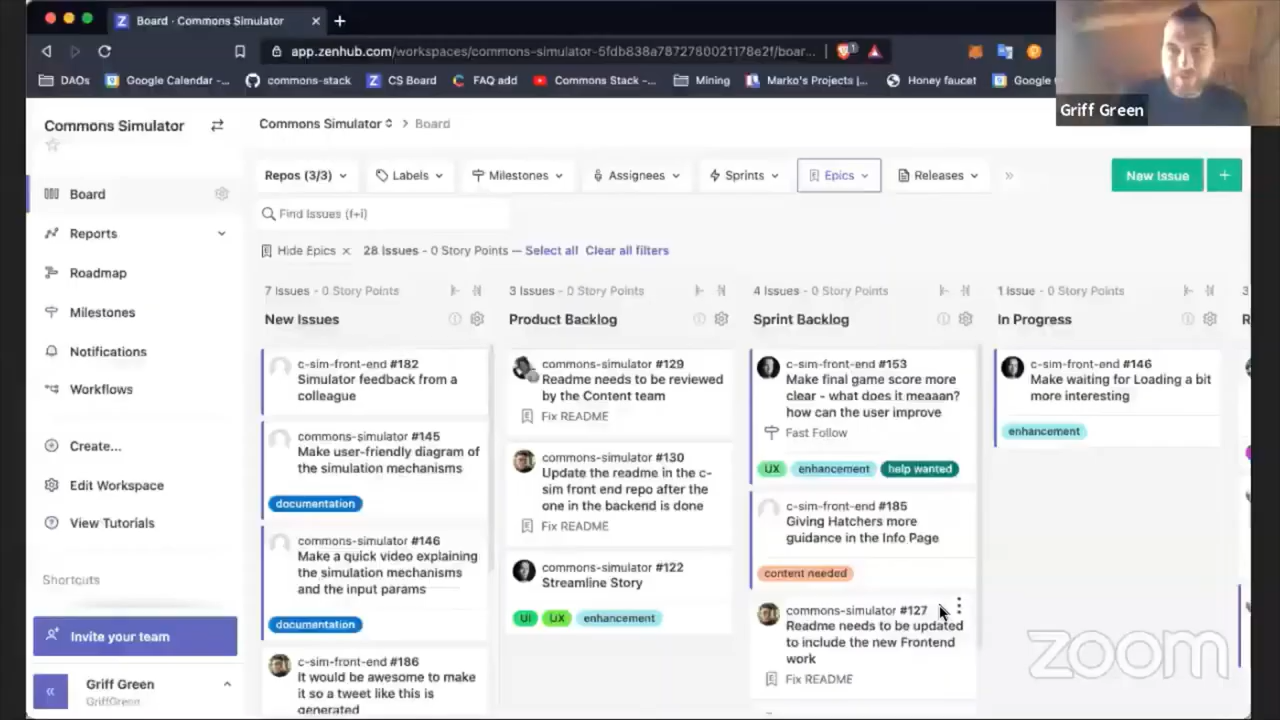 Board · Commons Simulator
app.zenhub.com/workspaces/commons-simulator-5fdb838a7872780021178e2f/boar...
DAOs
Google Calendar -...
commons-stack
CS Board
FAQ add
Commons Stack -...
Mining
Marko's Projects |...
Honey faucet
Google
Griff Green
Commons Simulator
Commons Simulator
Board
Board
Reports
Roadmap
Milestones
Notifications
Workflows
Create...
Edit Workspace
View Tutorials
Shortcuts
Invite your team
Griff Green
GriffGreen
Repos (3/3)
Labels
Milestones
Assignees
Sprints
Epics
Releases
New Issue
Find Issues (f+i)
Hide Epics
28 Issues - 0 Story Points — Select all Clear all filters
7 Issues - 0 Story Points
New Issues
c-sim-front-end #182
Simulator feedback from a
colleague
commons-simulator #145
Make user-friendly diagram of
the simulation mechanisms
documentation
commons-simulator #146
Make a quick video explaining
the simulation mechanisms
and the input params
documentation
c-sim-front-end #186
It would be awesome to make
it so a tweet like this is
generated
3 Issues - 0 Story Points
Product Backlog
commons-simulator #129
Readme needs to be reviewed
by the Content team
Fix README
commons-simulator #130
Update the readme in the c-
sim front end repo after the
one in the backend is done
Fix README
commons-simulator #122
Streamline Story
UI UX enhancement
4 Issues - 0 Story Points
Sprint Backlog
c-sim-front-end #153
Make final game score more
clear - what does it meaaan?
how can the user improve
Fast Follow
UX enhancement help wanted
c-sim-front-end #185
Giving Hatchers more
guidance in the Info Page
content needed
commons-simulator #127
Readme needs to be updated
to include the new Frontend
work
Fix README
1 Issue - 0 Story Points
In Progress
c-sim-front-end #146
Make waiting for Loading a bit
more interesting
enhancement
3
R
zoom